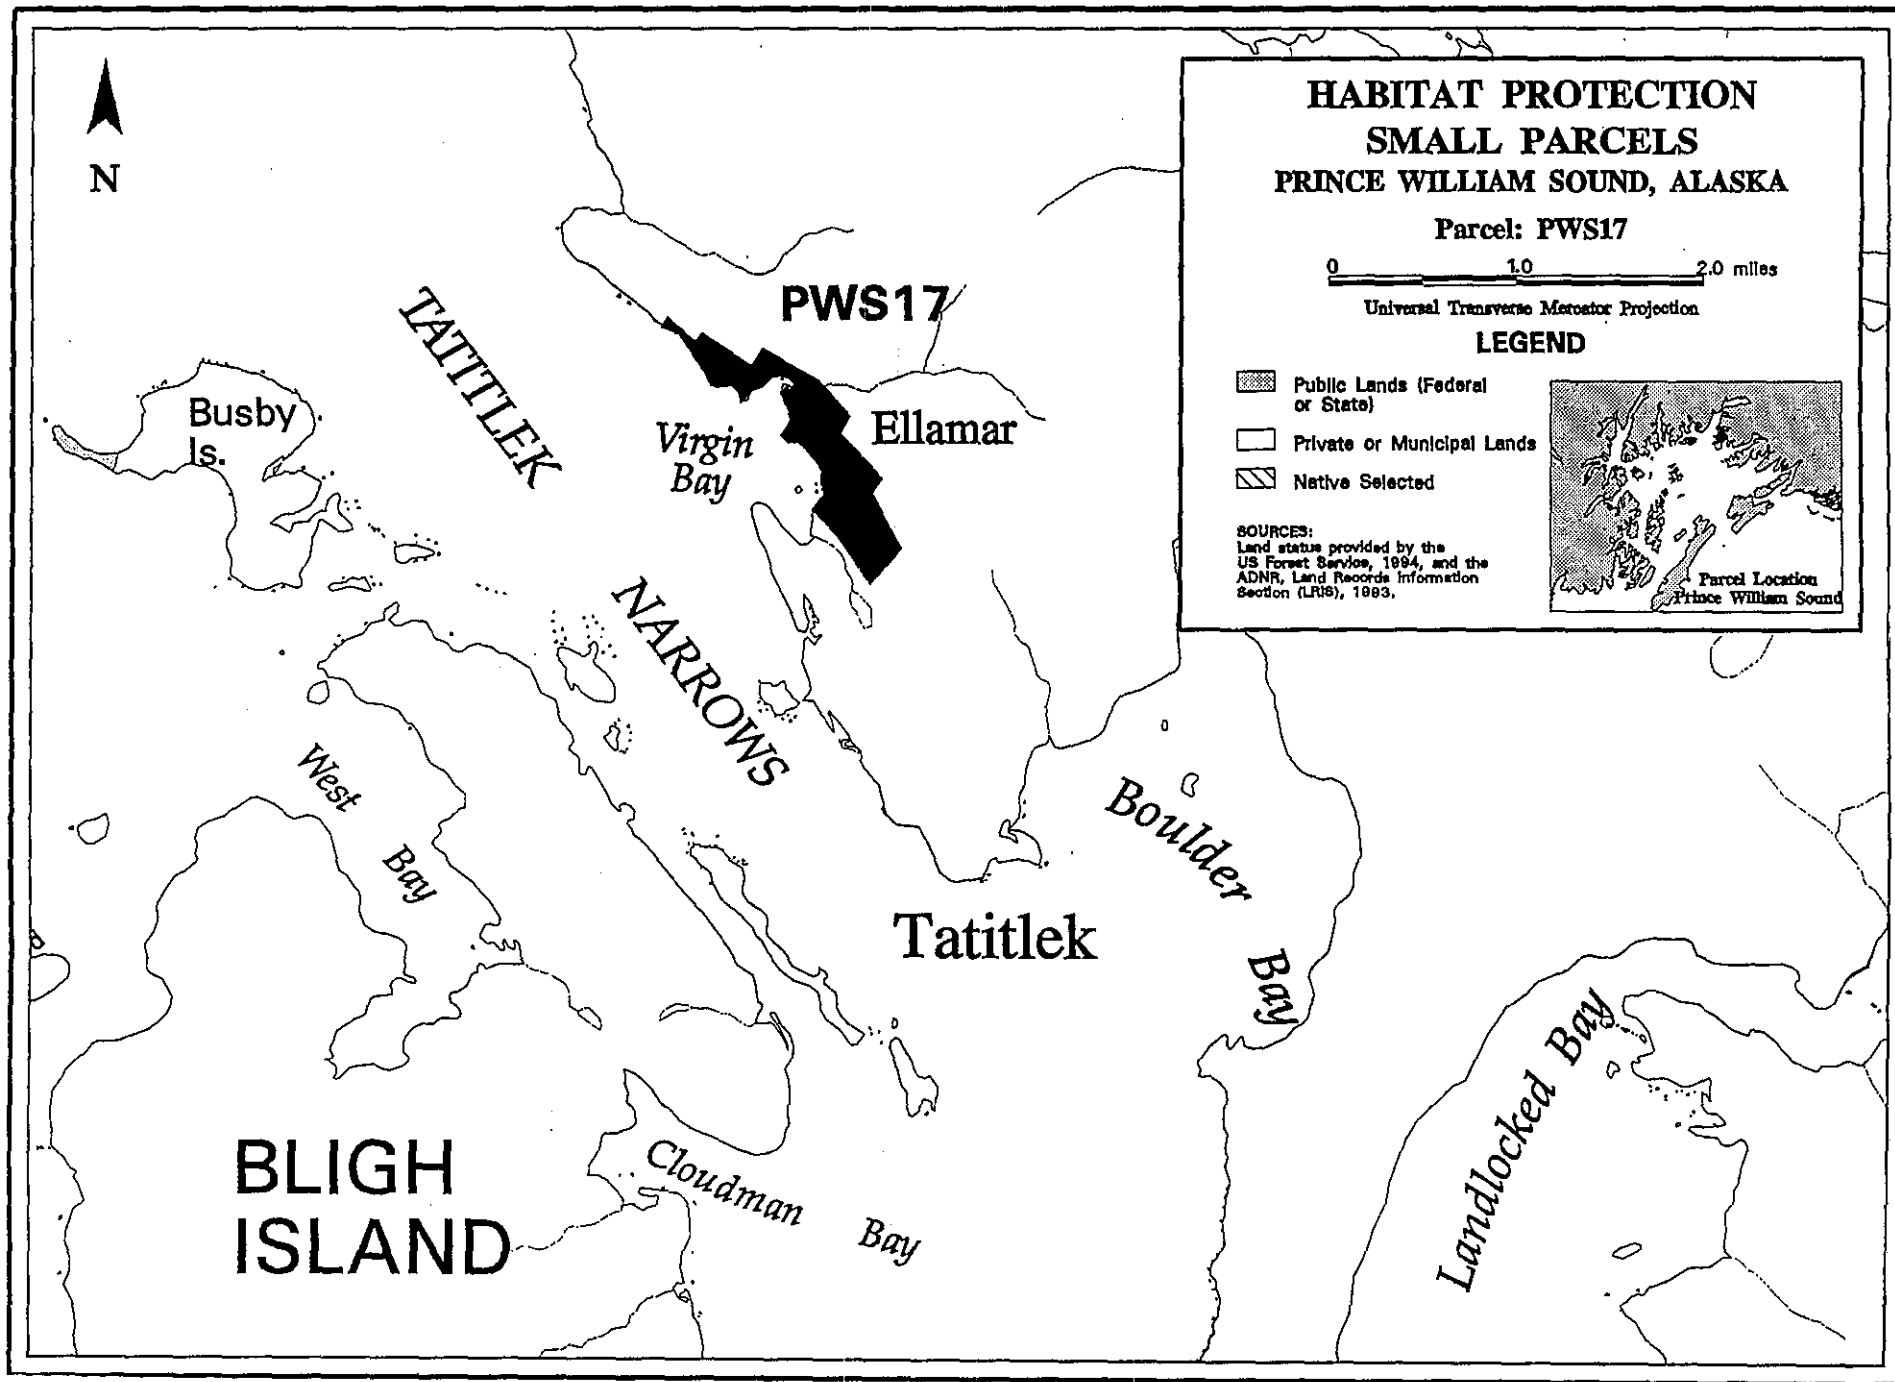 N
HABITAT PROTECTION
SMALL PARCELS
PRINCE WILLIAM SOUND, ALASKA
Parcel: PWS17
0 1.0 2.0 miles
Universal Transverse Mercator Projection
LEGEND
Public Lands (Federal
or State)
Private or Municipal Lands
Native Selected
SOURCES:
Land status provided by the
US Forest Service, 1994, and the
ADNR, Land Records Information
Section (LRIS), 1993.
Parcel Location
Prince William Sound
PWS17
TATITLEK
NARROWS
Busby
Is.
Virgin
Bay
Ellamar
West
Bay
Boulder
Bay
Tatitlek
Landlocked Bay
BLIGH
ISLAND
Cloudman
Bay